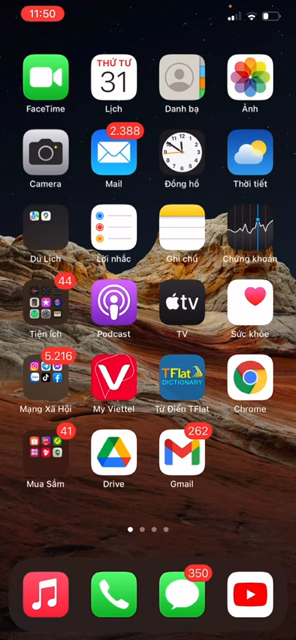 11:50
FaceTime
THỨ TƯ
31
Lịch
Danh bạ
Ảnh
Camera
2.388
Mail
Đồng hồ
Thời tiết
Du Lịch
Lời nhắc
Ghi chú
Chứng khoán
44
Tiện ích
Podcast
tv
TV
Sức khỏe
5.216
Mạng Xã Hội
My Viettel
TFlat
DICTIONARY
Từ Điển TFlat
Chrome
41
Mua Sắm
Drive
262
Gmail
350